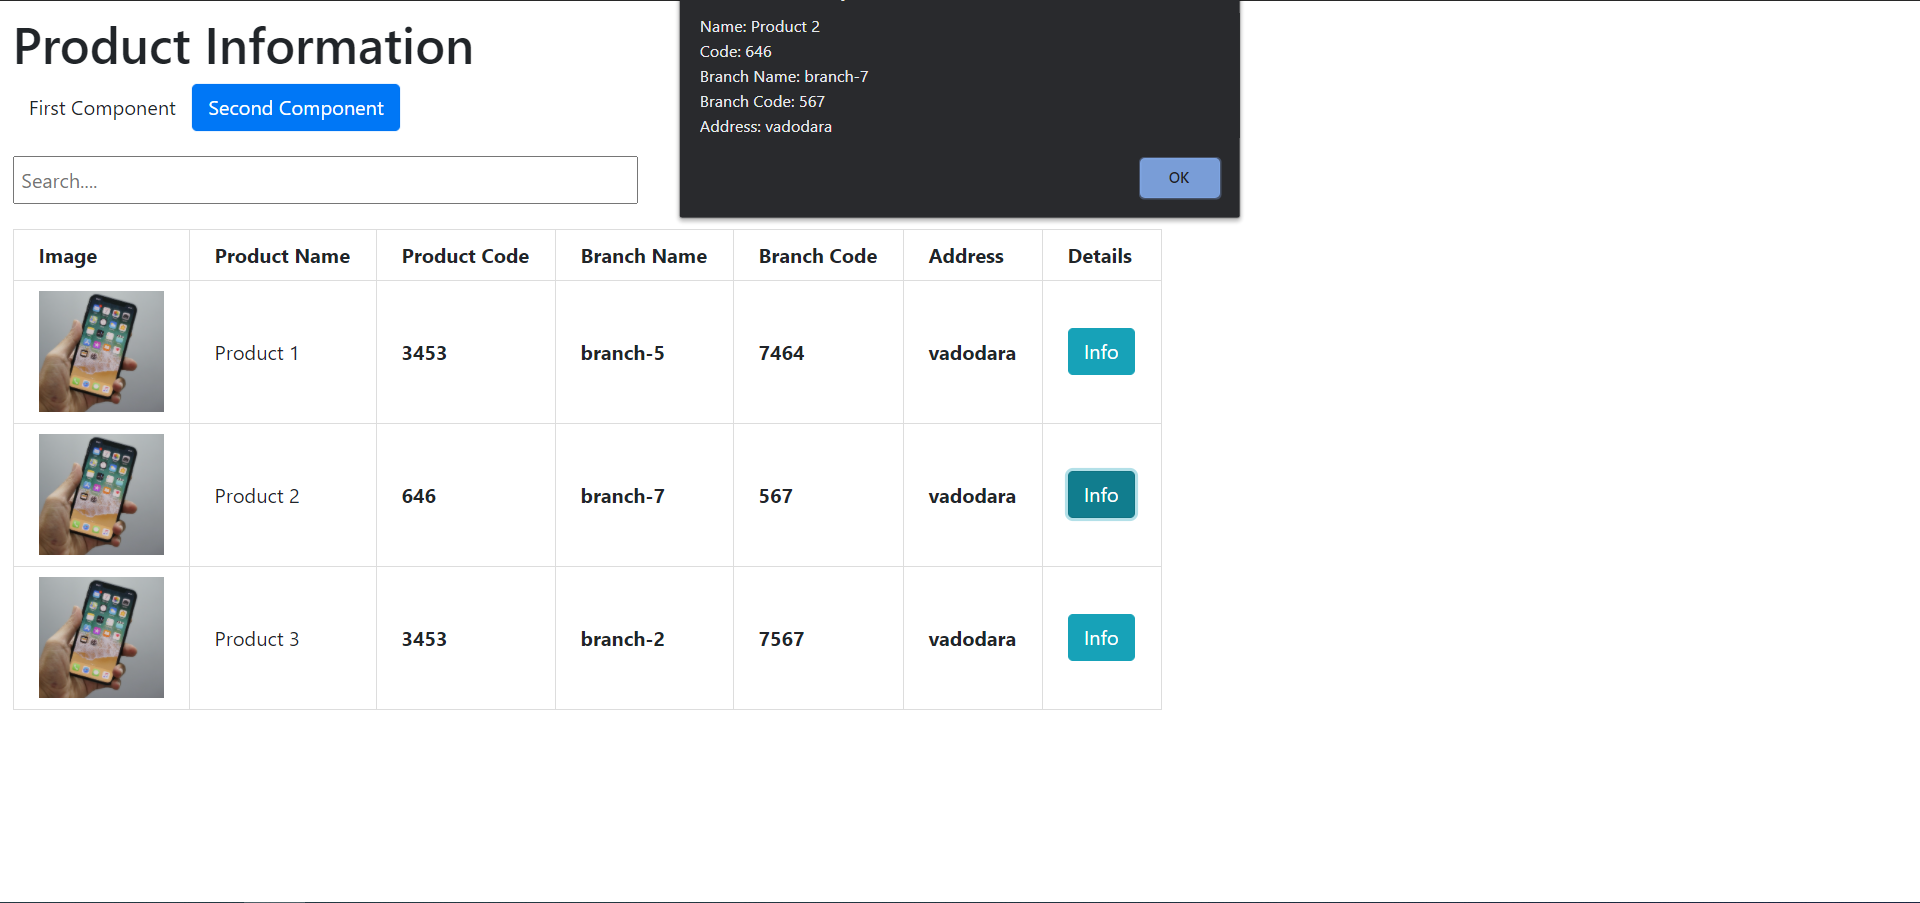 Product Information
First Component Second Component
Search....
Name: Product 2
Code: 646
Branch Name: branch-7
Branch Code: 567
Address: vadodara
OK
Image Product Name Product Code Branch Name Branch Code Address Details
Product 1 3453 branch-5 7464 vadodara Info
Product 2 646 branch-7 567 vadodara Info
Product 3 3453 branch-2 7567 vadodara Info